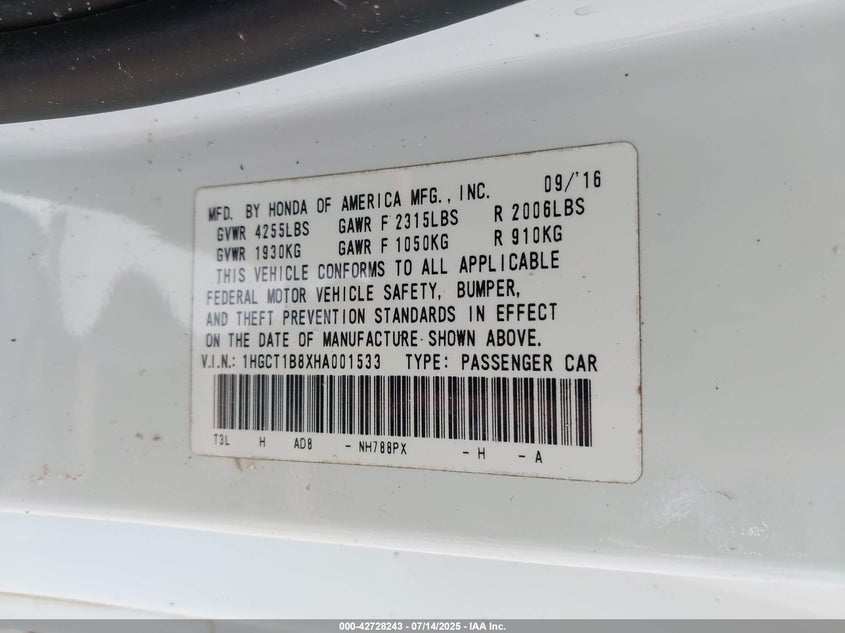 MFD. BY HONDA OF AMERICA MFG., INC. 09/'16
GVWR 4255LBS GAWR F 2315LBS R 2006LBS
GVWR 1930KG GAWR F 1050KG R 910KG
THIS VEHICLE CONFORMS TO ALL APPLICABLE
FEDERAL MOTOR VEHICLE SAFETY, BUMPER,
AND THEFT PREVENTION STANDARDS IN EFFECT
ON THE DATE OF MANUFACTURE SHOWN ABOVE.
V.I.N.: 1HGCT1B8XHA001533 TYPE: PASSENGER CAR
T3L H AD8 - NH788PX - H - A
000-42728243 - 07/14/2025 - IAA Inc.